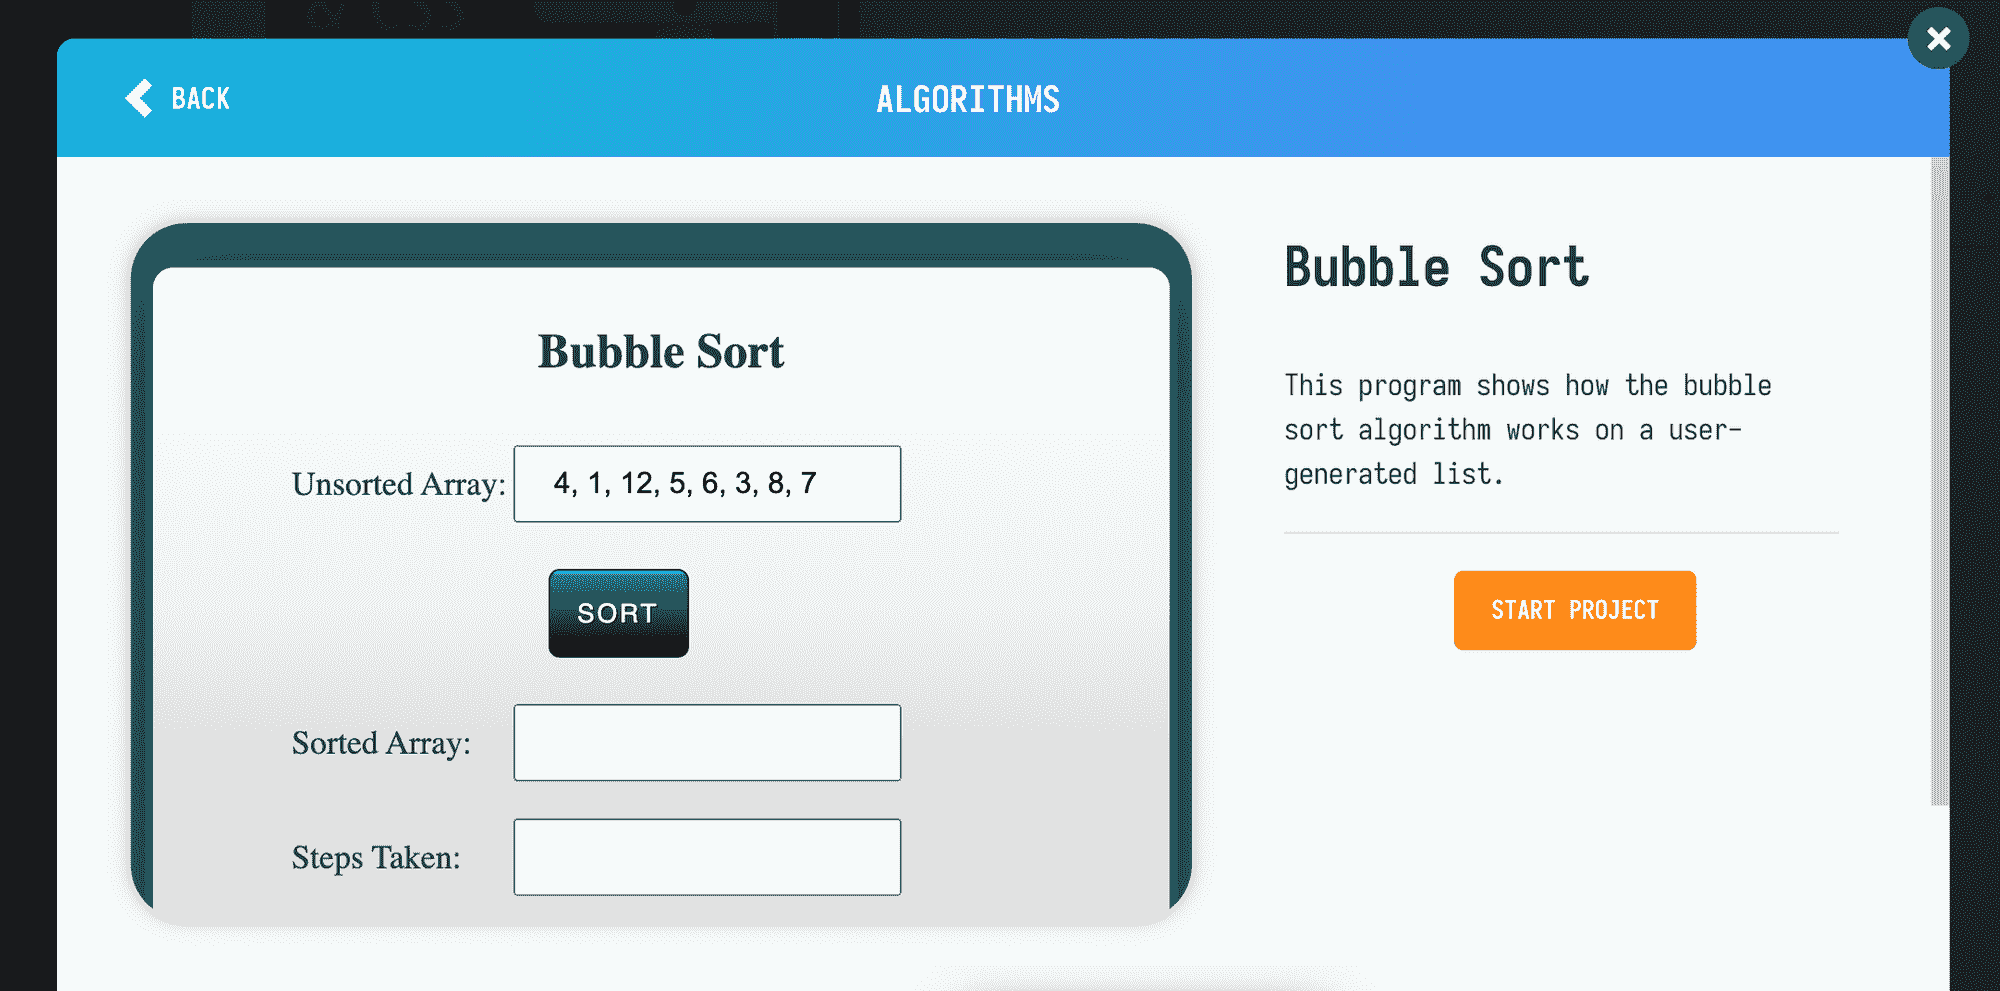 & CSS
BACK
ALGORITHMS
Bubble Sort
Unsorted Array: 4, 1, 12, 5, 6, 3, 8, 7
SORT
Sorted Array:
Steps Taken:
Bubble Sort
This program shows how the bubble
sort algorithm works on a user-
generated list.
START PROJECT